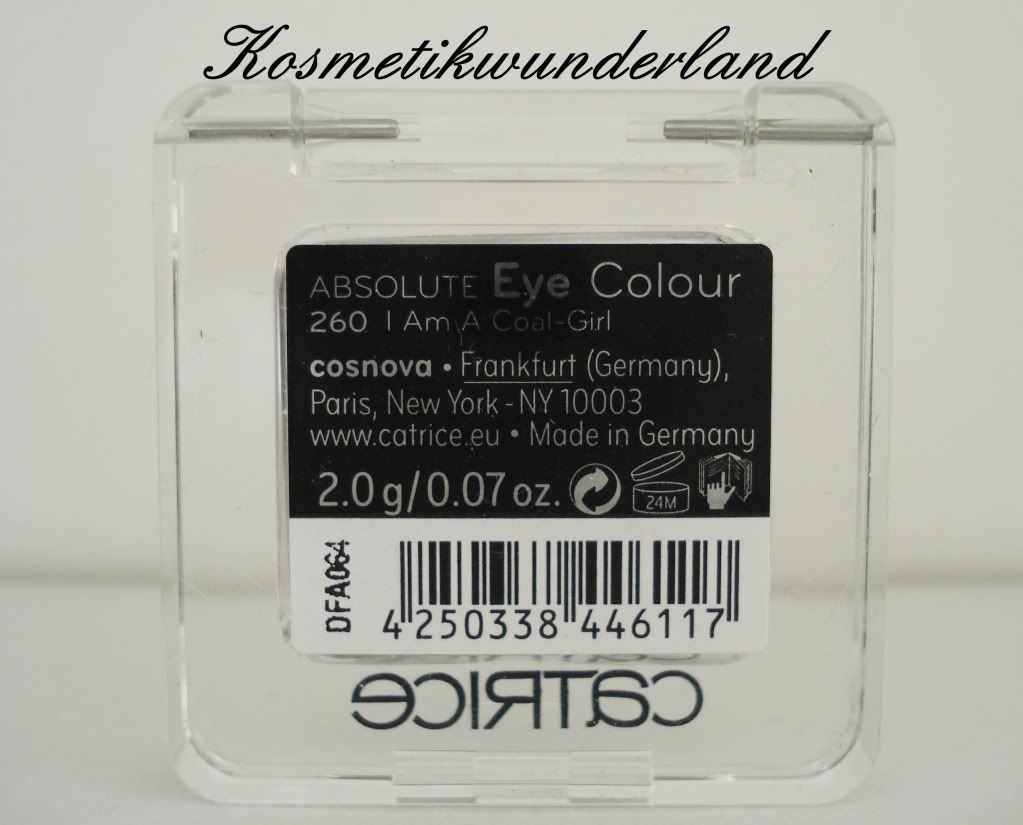 Kosmetikwunderland
ABSOLUTE Eye Colour
260 I Am A Coal-Girl
cosnova • Frankfurt (Germany),
Paris, New York - NY 10003
www.catrice.eu • Made in Germany
2.0 g/0.07 oz.
24M
DFA064
4 250338 446117
CATRICE